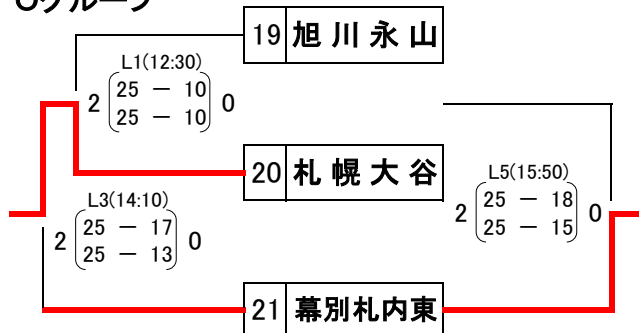 グループ
19 旭川永山
L1(12:30)
2 25 － 10 0
25 － 10
20 札幌大谷
L5(15:50)
2 25 － 18 0
25 － 15
L3(14:10)
2 25 － 17 0
25 － 13
21 幕別札内東